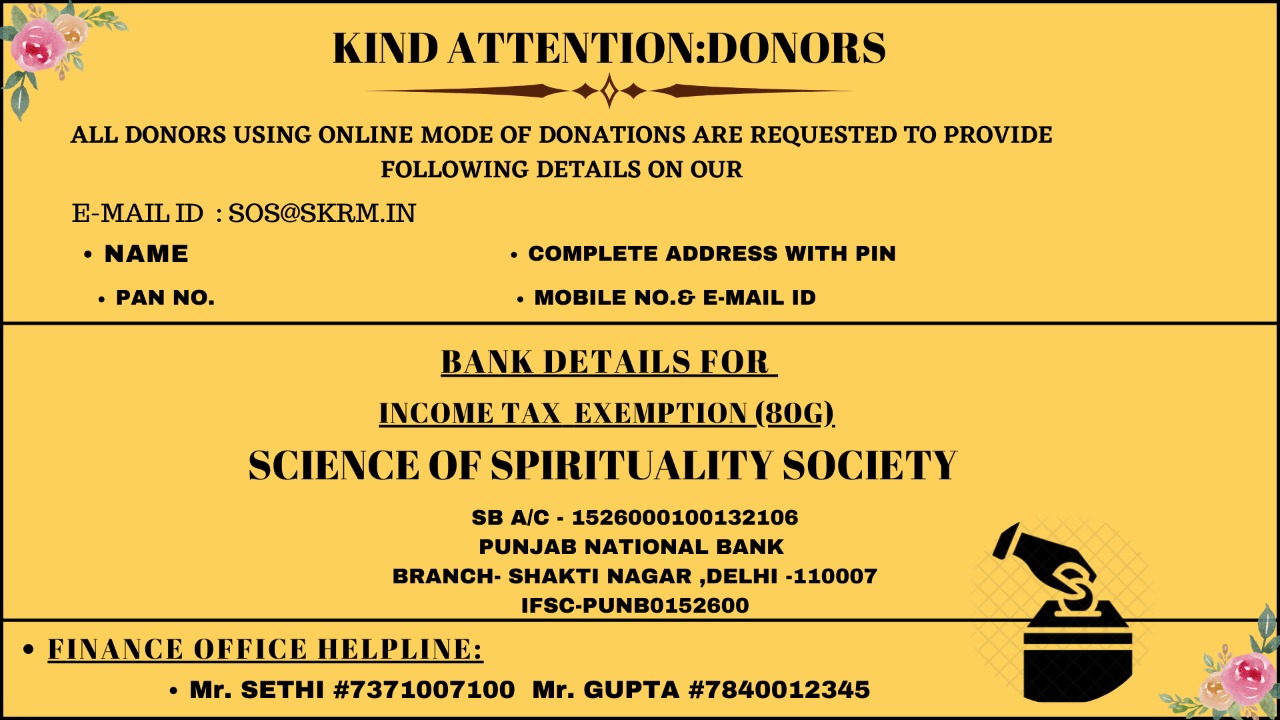 KIND ATTENTION:DONORS
ALL DONORS USING ONLINE MODE OF DONATIONS ARE REQUESTED TO PROVIDE
FOLLOWING DETAILS ON OUR
E-MAIL ID : SOS@SKRM.IN
• NAME
• COMPLETE ADDRESS WITH PIN
• PAN NO.
• MOBILE NO.& E-MAIL ID
BANK DETAILS FOR
INCOME TAX EXEMPTION (80G)
SCIENCE OF SPIRITUALITY SOCIETY
SB A/C - 1526000100132106
PUNJAB NATIONAL BANK
BRANCH- SHAKTI NAGAR ,DELHI -110007
IFSC-PUNB0152600
• FINANCE OFFICE HELPLINE:
• Mr. SETHI #7371007100 Mr. GUPTA #7840012345